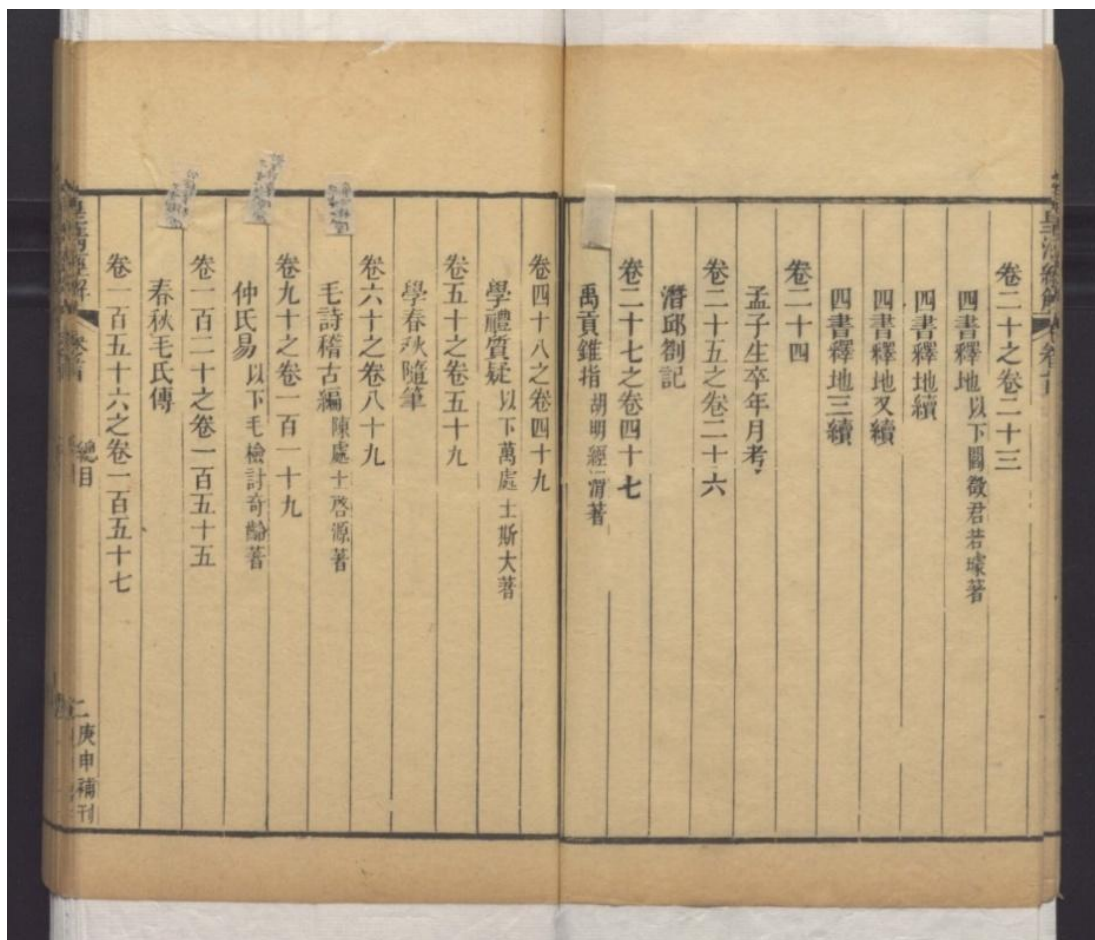 皇清經解 卷首
卷二十之卷二十三
四書釋地 以下閻徵君若璩著
四書釋地續
四書釋地又續
四書釋地三續
卷二十四
孟子生卒年月考
卷二十五之卷二十六
潛邱劄記
卷二十七之卷四十七
禹貢錐指 胡明經渭著
卷四十八之卷四十九
學禮質疑 以下萬處士斯大著
卷五十之卷五十九
學春秋隨筆
卷六十之卷八十九
毛詩稽古編 陳處士啓源著
卷九十之卷一百一十九
仲氏易 以下毛檢討奇齡著
卷一百二十之卷一百五十五
春秋毛氏傳
卷一百五十六之卷一百五十七
皇清經解 卷首 總目 二 庚申補刊